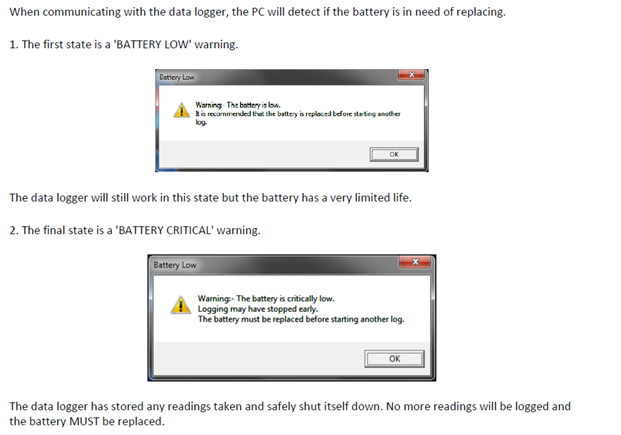 When communicating with the data logger, the PC will detect if the battery is in need of replacing.
1. The first state is a 'BATTERY LOW' warning.
Battery Low
Warning:- The battery is low.
It is recommended that the battery is replaced before starting another
log.
OK
The data logger will still work in this state but the battery has a very limited life.
2. The final state is a 'BATTERY CRITICAL' warning.
Battery Low
Warning:- The battery is critically low.
Logging may have stopped early.
The battery must be replaced before starting another log.
OK
The data logger has stored any readings taken and safely shut itself down. No more readings will be logged and
the battery MUST be replaced.